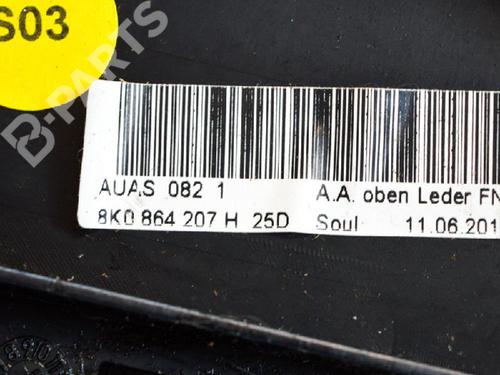 S03
B-PARTS
AUAS 082 1 A.A. oben Leder FN
8K0 864 207 H 25D Soul 11.06.201